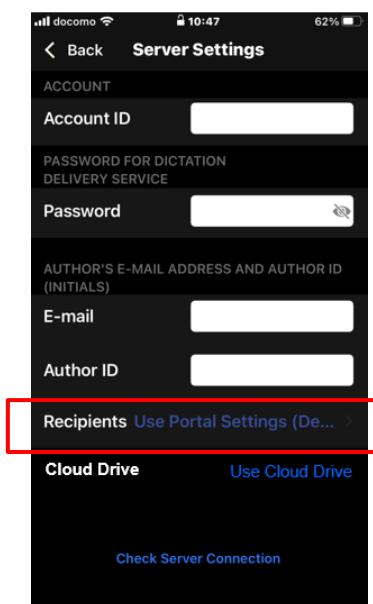 docomo 10:47 62%
Back Server Settings
ACCOUNT
Account ID
PASSWORD FOR DICTATION
DELIVERY SERVICE
Password
AUTHOR'S E-MAIL ADDRESS AND AUTHOR ID
(INITIALS)
E-mail
Author ID
Recipients Use Portal Settings (De...
Cloud Drive Use Cloud Drive
Check Server Connection